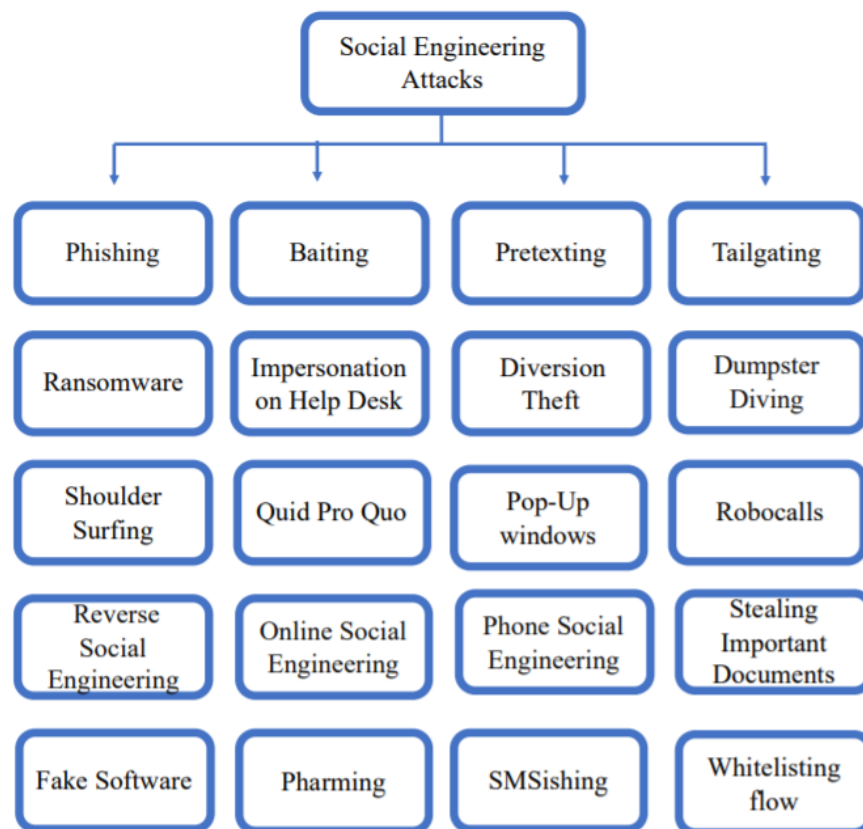 Social Engineering
Attacks
Phishing
Baiting
Pretexting
Tailgating
Ransomware
Impersonation
on Help Desk
Diversion
Theft
Dumpster
Diving
Shoulder
Surfing
Quid Pro Quo
Pop-Up
windows
Robocalls
Reverse
Social
Engineering
Online Social
Engineering
Phone Social
Engineering
Stealing
Important
Documents
Fake Software
Pharming
SMSishing
Whitelisting
flow